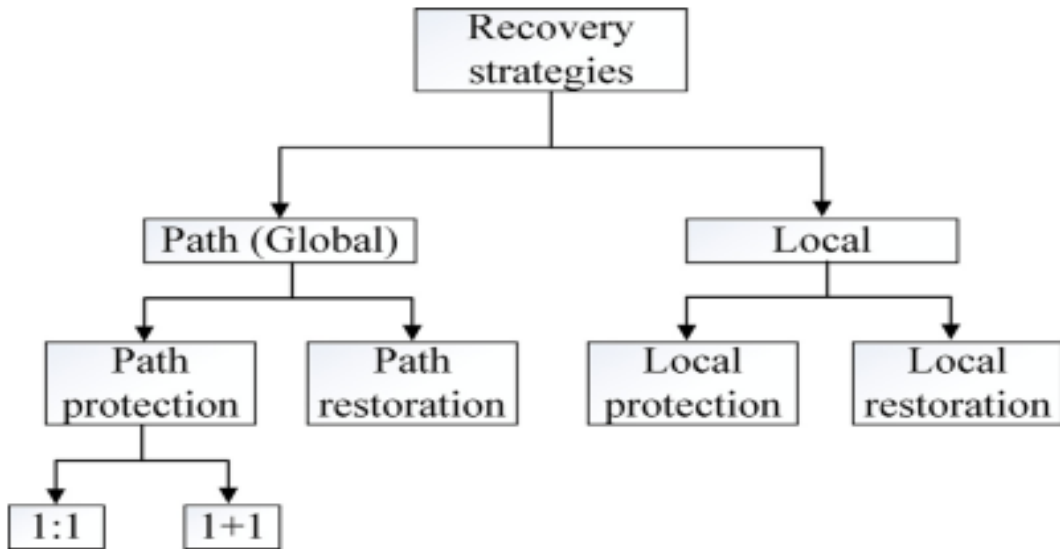 Recovery
strategies
Path (Global)
Local
Path
protection
Path
restoration
Local
protection
Local
restoration
1:1
1+1